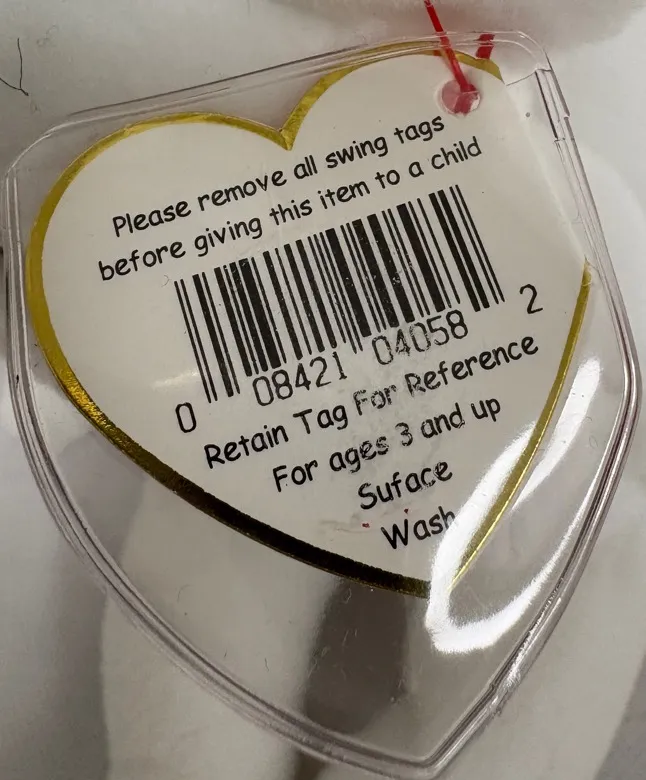 Please remove all swing tags
before giving this item to a child
0 08421 04058 2
Retain Tag For Reference
For ages 3 and up
Suface
Wash